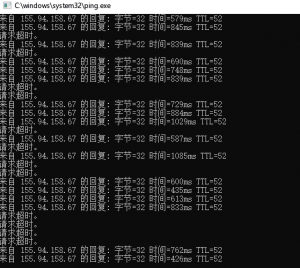 C:\windows\system32\ping.exe
来自 155.94.158.67 的回复: 字节=32 时间=579ms TTL=52
来自 155.94.158.67 的回复: 字节=32 时间=845ms TTL=52
请求超时。
来自 155.94.158.67 的回复: 字节=32 时间=839ms TTL=52
请求超时。
来自 155.94.158.67 的回复: 字节=32 时间=690ms TTL=52
来自 155.94.158.67 的回复: 字节=32 时间=748ms TTL=52
来自 155.94.158.67 的回复: 字节=32 时间=839ms TTL=52
请求超时。
请求超时。
来自 155.94.158.67 的回复: 字节=32 时间=729ms TTL=52
来自 155.94.158.67 的回复: 字节=32 时间=884ms TTL=52
来自 155.94.158.67 的回复: 字节=32 时间=1029ms TTL=52
请求超时。
请求超时。
来自 155.94.158.67 的回复: 字节=32 时间=587ms TTL=52
请求超时。
来自 155.94.158.67 的回复: 字节=32 时间=1085ms TTL=52
请求超时。
请求超时。
来自 155.94.158.67 的回复: 字节=32 时间=600ms TTL=52
来自 155.94.158.67 的回复: 字节=32 时间=435ms TTL=52
来自 155.94.158.67 的回复: 字节=32 时间=613ms TTL=52
来自 155.94.158.67 的回复: 字节=32 时间=833ms TTL=52
请求超时。
请求超时。
请求超时。
请求超时。
来自 155.94.158.67 的回复: 字节=32 时间=762ms TTL=52
来自 155.94.158.67 的回复: 字节=32 时间=426ms TTL=52